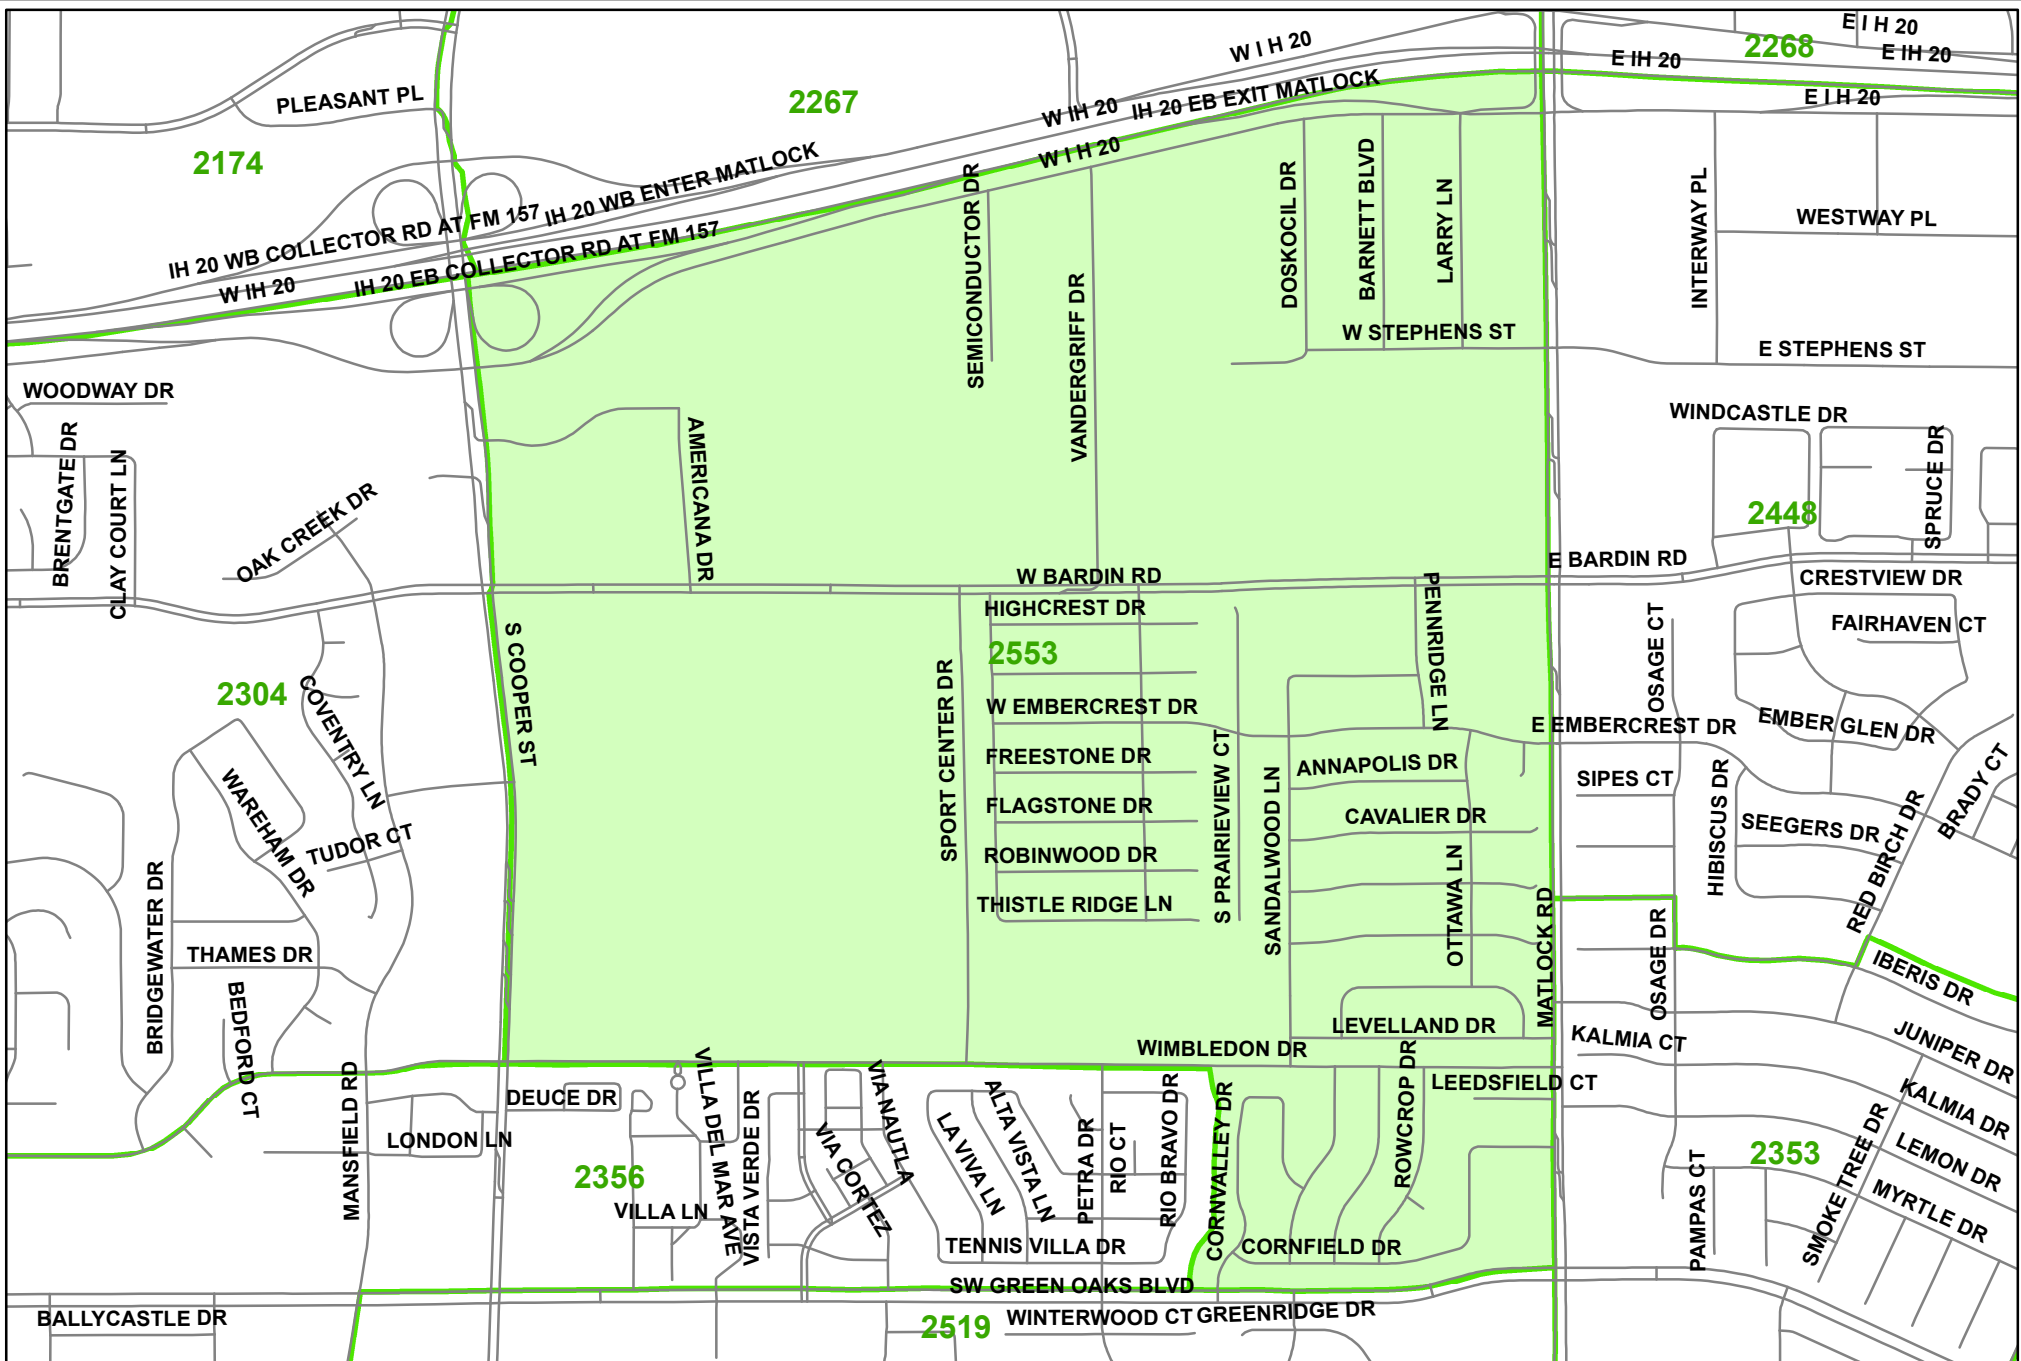 E I H 20
W I H 20
2268
E IH 20
E IH 20
PLEASANT PL
2267
W IH 20
IH 20 EB EXIT MATLOCK
E I H 20
2174
IH 20 WB ENTER MATLOCK
W I H 20
SEMICONDUCTOR DR
DOSKOCIL DR
BARNETT BLVD
LARRY LN
INTERWAY PL
WESTWAY PL
IH 20 WB COLLECTOR RD AT FM 157
IH 20 EB COLLECTOR RD AT FM 157
W IH 20
VANDERGRIFF DR
W STEPHENS ST
E STEPHENS ST
WOODWAY DR
WINDCASTLE DR
BRENTGATE DR
CLAY COURT LN
OAK CREEK DR
AMERICANA DR
SPRUCE DR
2448
E BARDIN RD
W BARDIN RD
CRESTVIEW DR
HIGHCREST DR
PENNRIDGE LN
OSAGE CT
FAIRHAVEN CT
S COOPER ST
2553
2304
COVENTRY LN
SPORT CENTER DR
W EMBERCREST DR
E EMBERCREST DR
EMBER GLEN DR
FREESTONE DR
S PRAIRIEVIEW CT
SANDALWOOD LN
ANNAPOLIS DR
SIPES CT
HIBISCUS DR
BRADY CT
WAREHAM DR
FLAGSTONE DR
CAVALIER DR
SEEGERS DR
RED BIRCH DR
TUDOR CT
ROBINWOOD DR
OTTAWA LN
BRIDGEWATER DR
THISTLE RIDGE LN
MATLOCK RD
OSAGE DR
THAMES DR
IBERIS DR
BEDFORD CT
LEVELLAND DR
KALMIA CT
JUNIPER DR
WIMBLEDON DR
MANSFIELD RD
DEUCE DR
VILLA DEL MAR AVE
VISTA VERDE DR
VIA NAUTLA
ALTA VISTA LN
LA VIVA LN
PETRA DR
RIO CT
RIO BRAVO DR
CORNVALLEY DR
ROWCROP DR
LEEDSFIELD CT
KALMIA DR
LONDON LN
VIA CORTEZ
SMOKE TREE DR
LEMON DR
2356
2353
PAMPAS CT
MYRTLE DR
VILLA LN
TENNIS VILLA DR
CORNFIELD DR
SW GREEN OAKS BLVD
BALLYCASTLE DR
2519
WINTERWOOD CT
GREENRIDGE DR